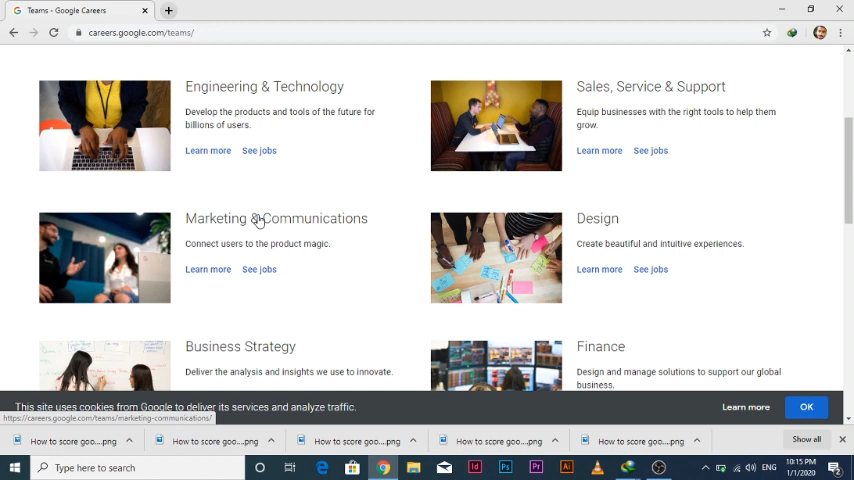 Teams - Google Careers
careers.google.com/teams/
Engineering & Technology
Develop the products and tools of the future for
billions of users.
Learn more See jobs
Sales, Service & Support
Equip businesses with the right tools to help them
grow.
Learn more See jobs
Marketing & Communications
Connect users to the product magic.
Learn more See jobs
Design
Create beautiful and intuitive experiences.
Learn more See jobs
Business Strategy
Deliver the analysis and insights we use to innovate.
Finance
Design and manage solutions to support our global
business.
This site uses cookies from Google to deliver its services and analyze traffic.
Learn more OK
https://careers.google.com/teams/marketing-communications/
How to score goo....png
How to score goo....png
How to score goo....png
How to score goo....png
How to score goo....png
Show all
Type here to search
Id Ps Pr Ai
ENG
10:15 PM
1/1/2020
2